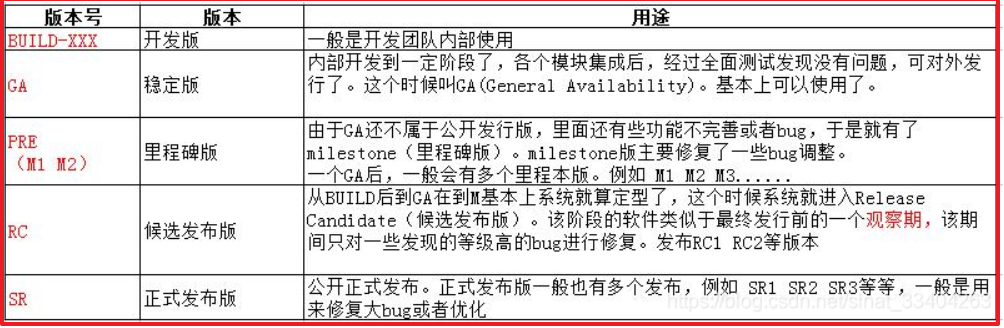 版本号 版本 用途
BUILD-XXX 开发版 一般是开发团队内部使用
GA 稳定版 内部开发到一定阶段了，各个模块集成后，经过全面测试发现没有问题，可对外发
行了。这个时候叫GA(General Availability)。基本上可以使用了。
PRE
（M1 M2） 里程碑版 由于GA还不属于公开发行版，里面还有些功能不完善或者bug，于是就有了
milestone（里程碑版）。milestone版主要修复了一些bug调整。
一个GA后，一般会有多个里程本版。例如 M1 M2 M3......
RC 候选发布版 从BUILD后到GA在到M基本上系统就算定型了，这个时候系统就进入Release
Candidate（候选发布版）。该阶段的软件类似于最终发行前的一个观察期，该期
间只对一些发现的等级高的bug进行修复。发布RC1 RC2等版本
SR 正式发布版 公开正式发布。正式发布版一般也有多个发布，例如 SR1 SR2 SR3等等，一般是用
来修复大bug或者优化
https://blog.csdn.net/sinat_33404263